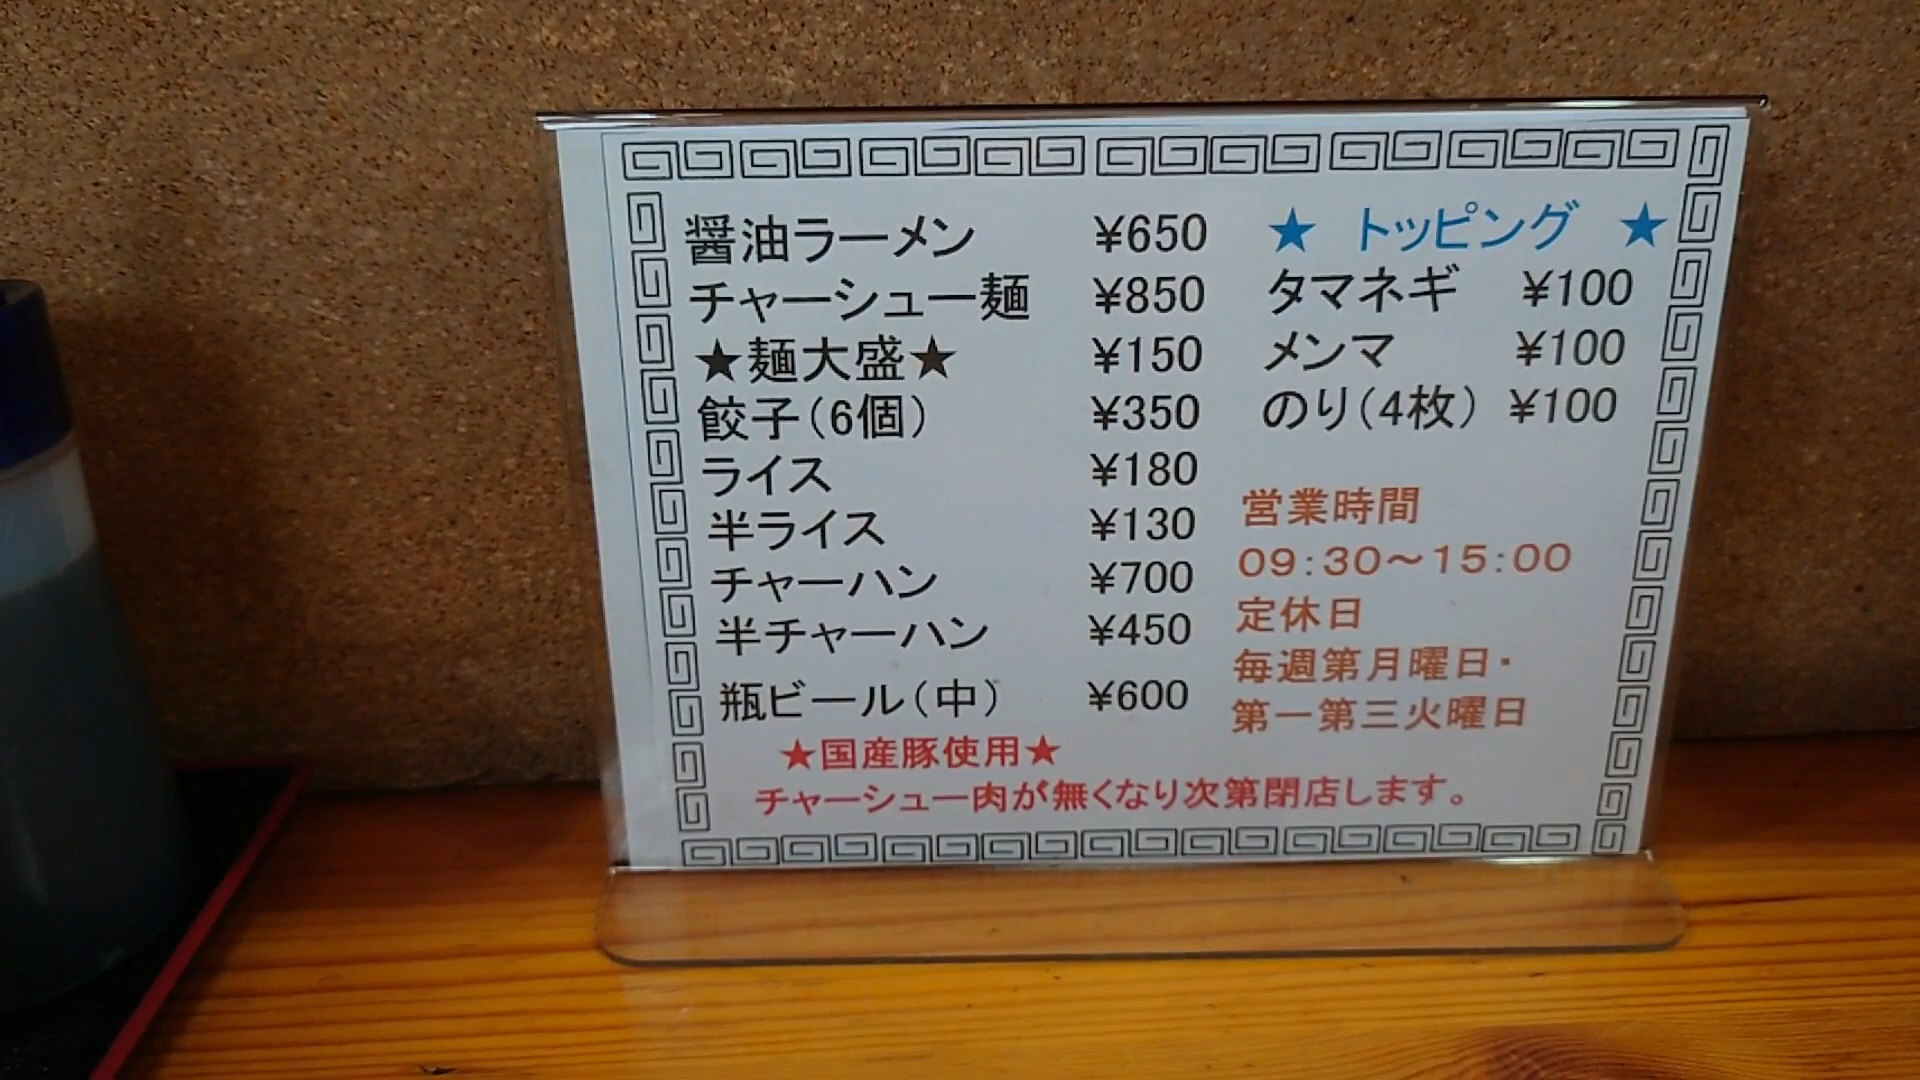 醤油ラーメン ¥650
チャーシュー麺 ¥850
★麺大盛★ ¥150
餃子(6個) ¥350
ライス ¥180
半ライス ¥130
チャーハン ¥700
半チャーハン ¥450
瓶ビール(中) ¥600
★国産豚使用★
チャーシュー肉が無くなり次第閉店します。
★ トッピング ★
タマネギ ¥100
メンマ ¥100
のり(4枚) ¥100
営業時間
09:30~15:00
定休日
毎週第月曜日・
第一第三火曜日